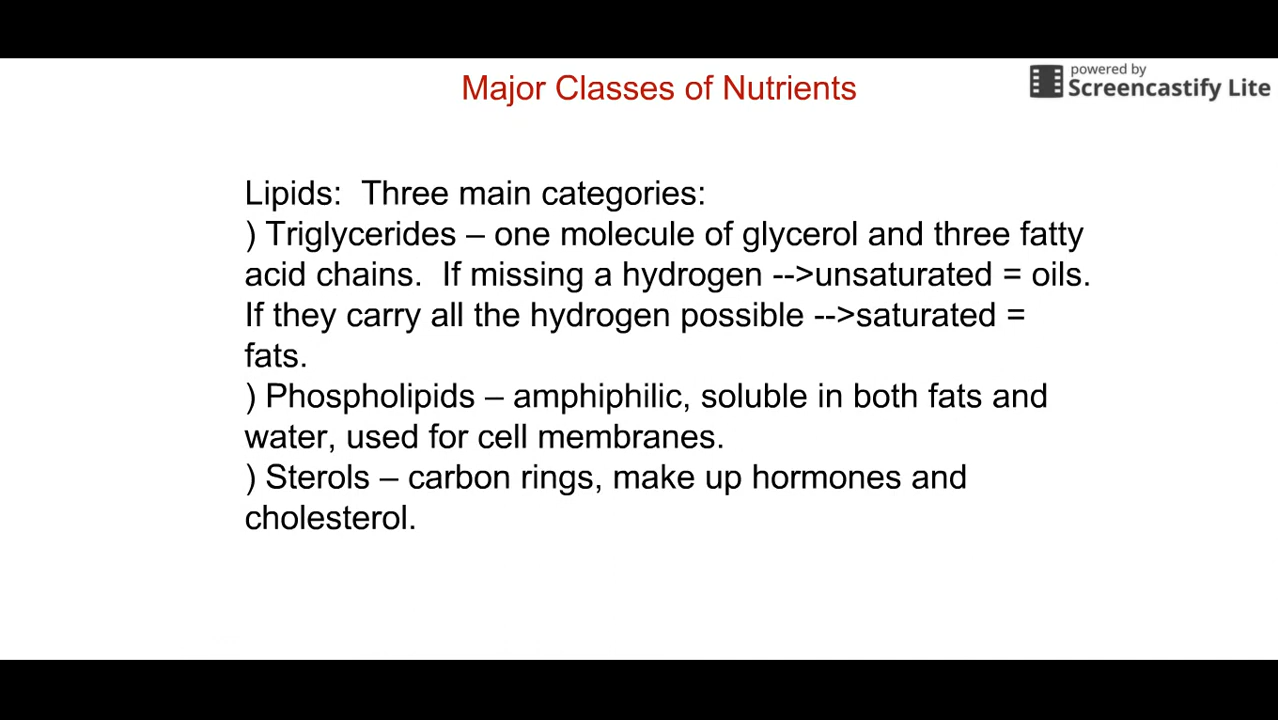 Major Classes of Nutrients
powered by
Screencastify Lite
Lipids:  Three main categories:
) Triglycerides – one molecule of glycerol and three fatty
acid chains.  If missing a hydrogen -->unsaturated = oils.
If they carry all the hydrogen possible -->saturated =
fats.
) Phospholipids – amphiphilic, soluble in both fats and
water, used for cell membranes.
) Sterols – carbon rings, make up hormones and
cholesterol.